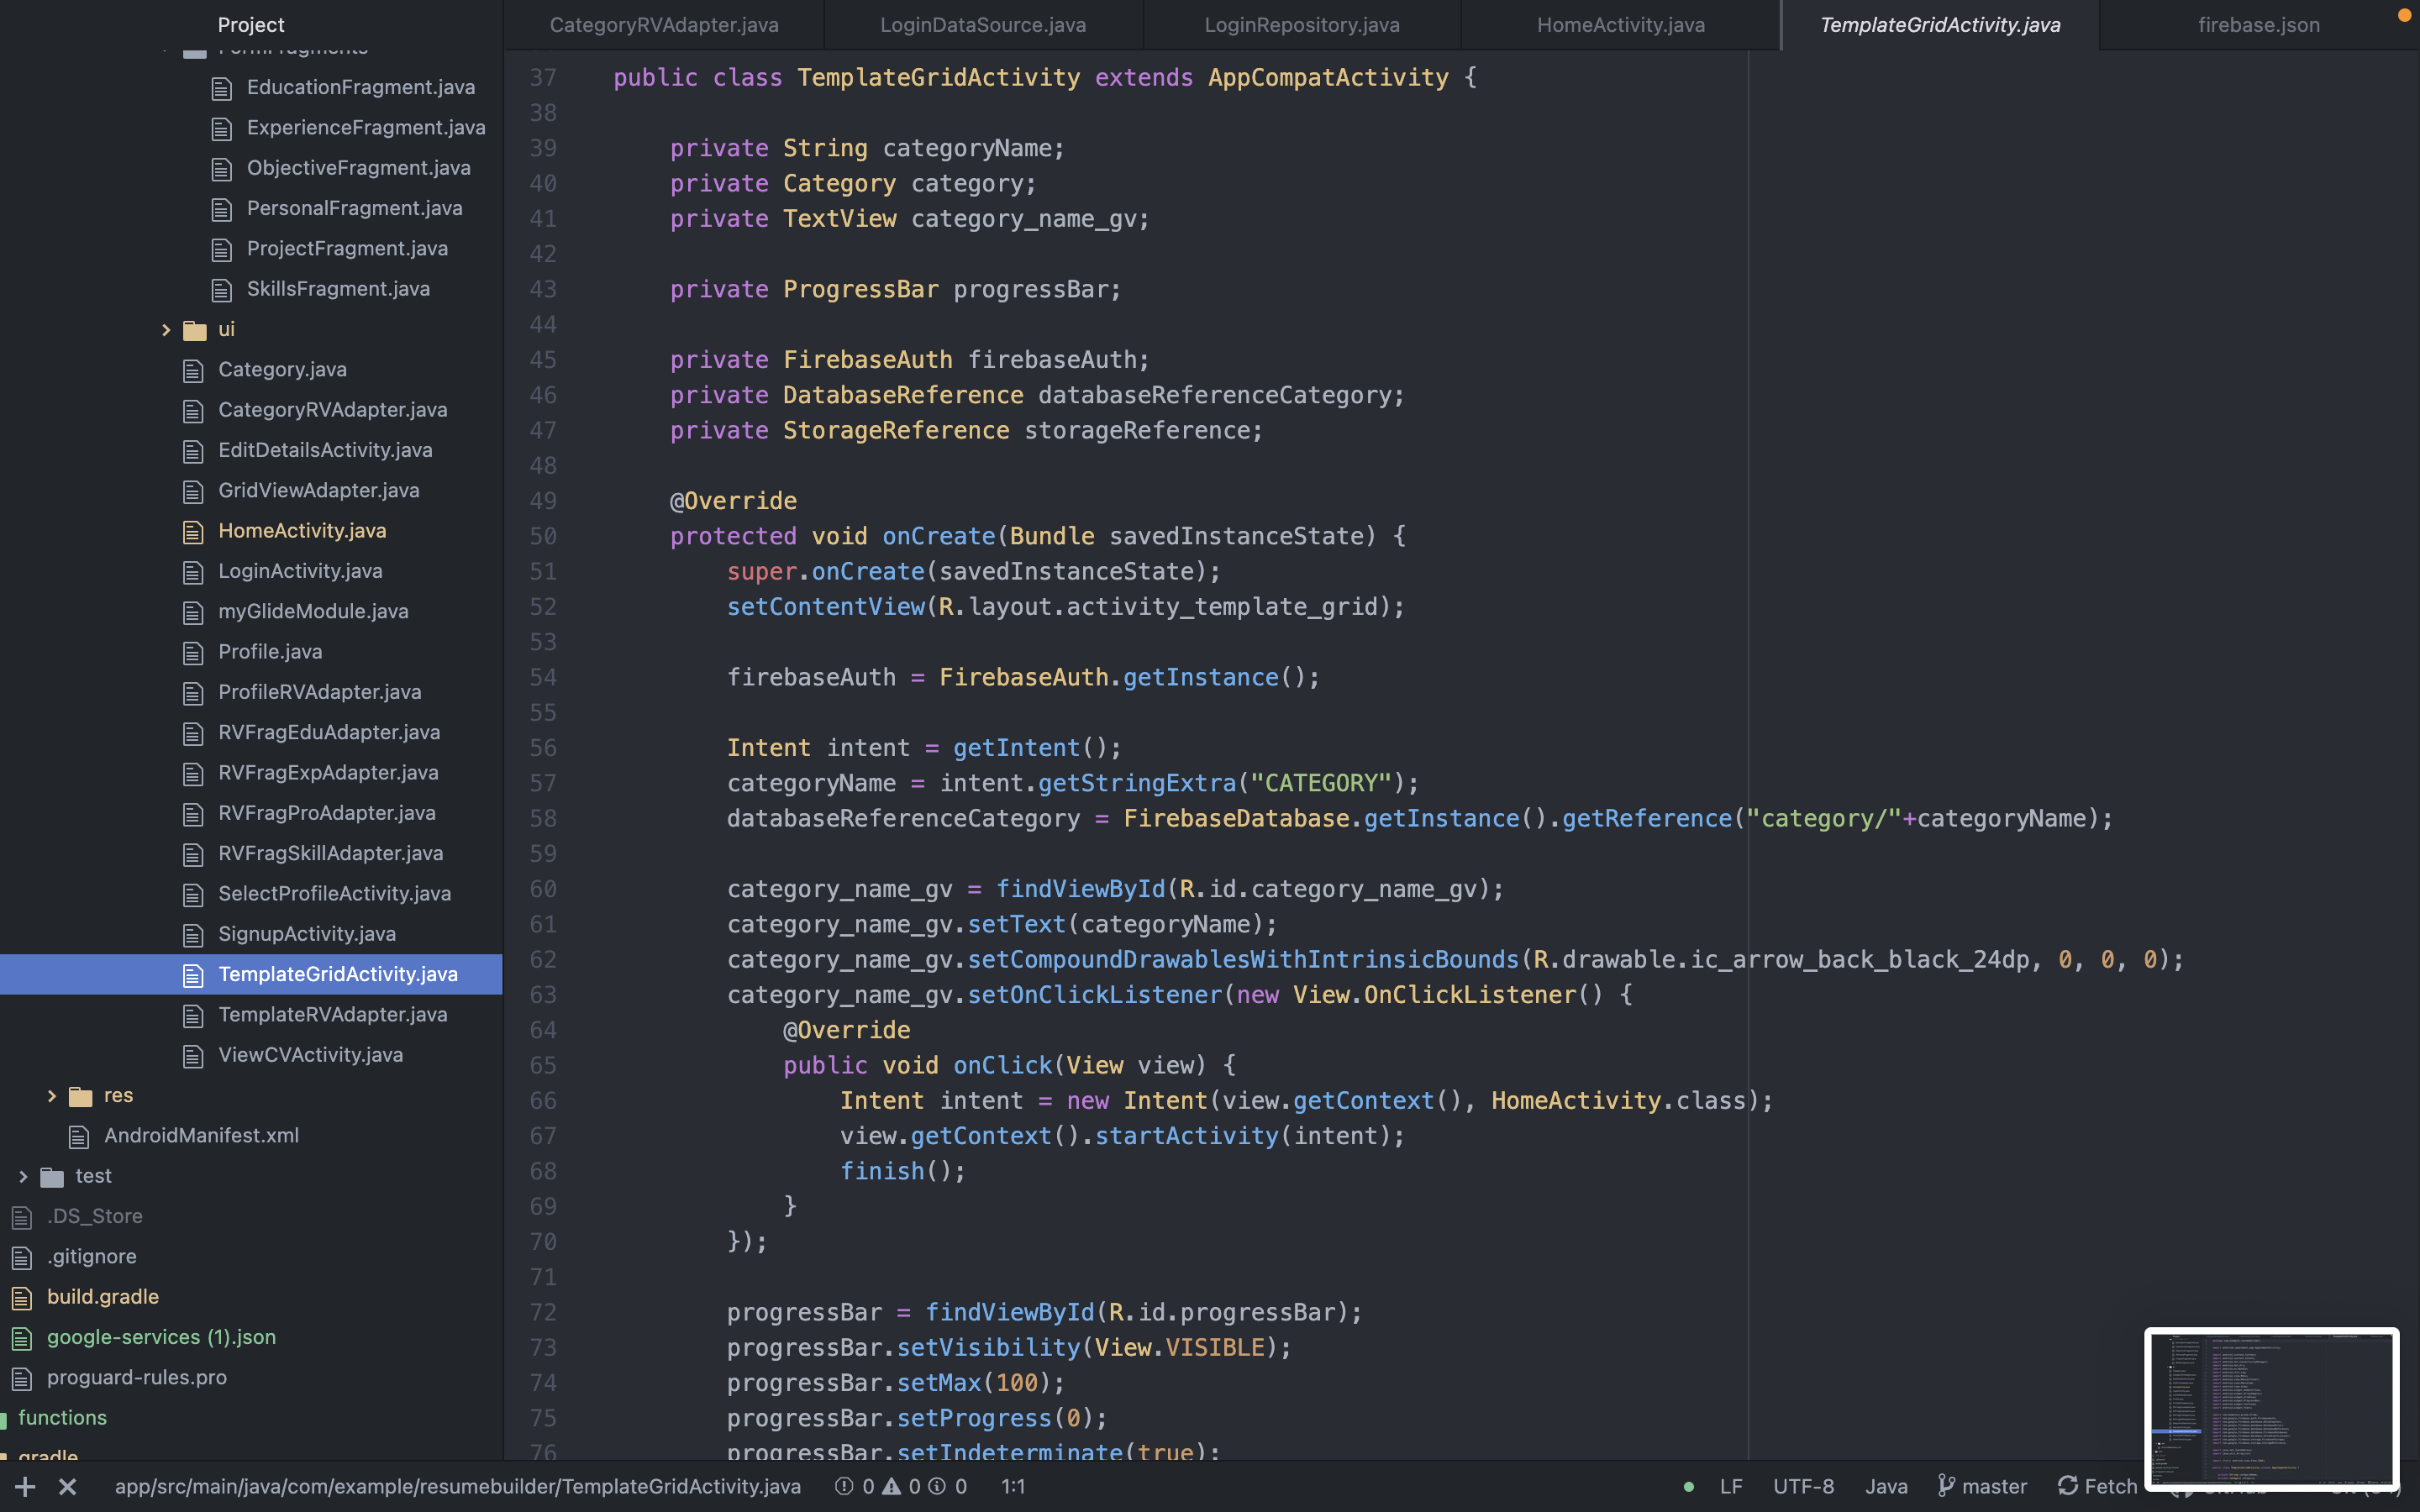 Project
FormFragments
EducationFragment.java
ExperienceFragment.java
ObjectiveFragment.java
PersonalFragment.java
ProjectFragment.java
SkillsFragment.java
ui
Category.java
CategoryRVAdapter.java
EditDetailsActivity.java
GridViewAdapter.java
HomeActivity.java
LoginActivity.java
myGlideModule.java
Profile.java
ProfileRVAdapter.java
RVFragEduAdapter.java
RVFragExpAdapter.java
RVFragProAdapter.java
RVFragSkillAdapter.java
SelectProfileActivity.java
SignupActivity.java
TemplateGridActivity.java
TemplateRVAdapter.java
ViewCVActivity.java
res
AndroidManifest.xml
test
.DS_Store
.gitignore
build.gradle
google-services (1).json
proguard-rules.pro
functions
gradle
CategoryRVAdapter.java LoginDataSource.java LoginRepository.java HomeActivity.java TemplateGridActivity.java firebase.json
37 public class TemplateGridActivity extends AppCompatActivity {
38
39 private String categoryName;
40 private Category category;
41 private TextView category_name_gv;
42
43 private ProgressBar progressBar;
44
45 private FirebaseAuth firebaseAuth;
46 private DatabaseReference databaseReferenceCategory;
47 private StorageReference storageReference;
48
49 @Override
50 protected void onCreate(Bundle savedInstanceState) {
51 super.onCreate(savedInstanceState);
52 setContentView(R.layout.activity_template_grid);
53
54 firebaseAuth = FirebaseAuth.getInstance();
55
56 Intent intent = getIntent();
57 categoryName = intent.getStringExtra("CATEGORY");
58 databaseReferenceCategory = FirebaseDatabase.getInstance().getReference("category/"+categoryName);
59
60 category_name_gv = findViewById(R.id.category_name_gv);
61 category_name_gv.setText(categoryName);
62 category_name_gv.setCompoundDrawablesWithIntrinsicBounds(R.drawable.ic_arrow_back_black_24dp, 0, 0, 0);
63 category_name_gv.setOnClickListener(new View.OnClickListener() {
64 @Override
65 public void onClick(View view) {
66 Intent intent = new Intent(view.getContext(), HomeActivity.class);
67 view.getContext().startActivity(intent);
68 finish();
69 }
70 });
71
72 progressBar = findViewById(R.id.progressBar);
73 progressBar.setVisibility(View.VISIBLE);
74 progressBar.setMax(100);
75 progressBar.setProgress(0);
76 progressBar.setIndeterminate(true);
app/src/main/java/com/example/resumebuilder/TemplateGridActivity.java 0 0 0 1:1 LF UTF-8 Java master Fetch